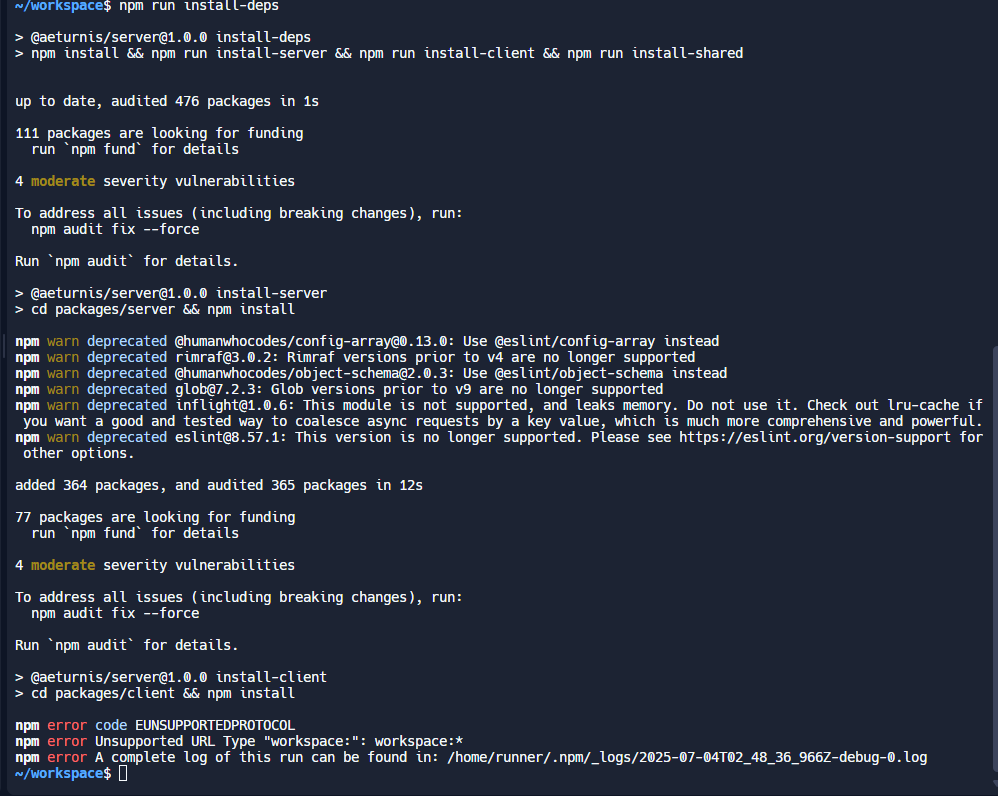 ~/workspace$ npm run install-deps
> @aeturnis/server@1.0.0 install-deps
> npm install && npm run install-server && npm run install-client && npm run install-shared
up to date, audited 476 packages in 1s
111 packages are looking for funding
run `npm fund` for details
4 moderate severity vulnerabilities
To address all issues (including breaking changes), run:
npm audit fix --force
Run `npm audit` for details.
> @aeturnis/server@1.0.0 install-server
> cd packages/server && npm install
npm warn deprecated @humanwhocodes/config-array@0.13.0: Use @eslint/config-array instead
npm warn deprecated rimraf@3.0.2: Rimraf versions prior to v4 are no longer supported
npm warn deprecated @humanwhocodes/object-schema@2.0.3: Use @eslint/object-schema instead
npm warn deprecated glob@7.2.3: Glob versions prior to v9 are no longer supported
npm warn deprecated inflight@1.0.6: This module is not supported, and leaks memory. Do not use it. Check out lru-cache if
you want a good and tested way to coalesce async requests by a key value, which is much more comprehensive and powerful.
npm warn deprecated eslint@8.57.1: This version is no longer supported. Please see https://eslint.org/version-support for
other options.
added 364 packages, and audited 365 packages in 12s
77 packages are looking for funding
run `npm fund` for details
4 moderate severity vulnerabilities
To address all issues (including breaking changes), run:
npm audit fix --force
Run `npm audit` for details.
> @aeturnis/server@1.0.0 install-client
> cd packages/client && npm install
npm error code EUNSUPPORTEDPROTOCOL
npm error Unsupported URL Type "workspace:": workspace:*
npm error A complete log of this run can be found in: /home/runner/.npm/_logs/2025-07-04T02_48_36_966Z-debug-0.log
~/workspace$